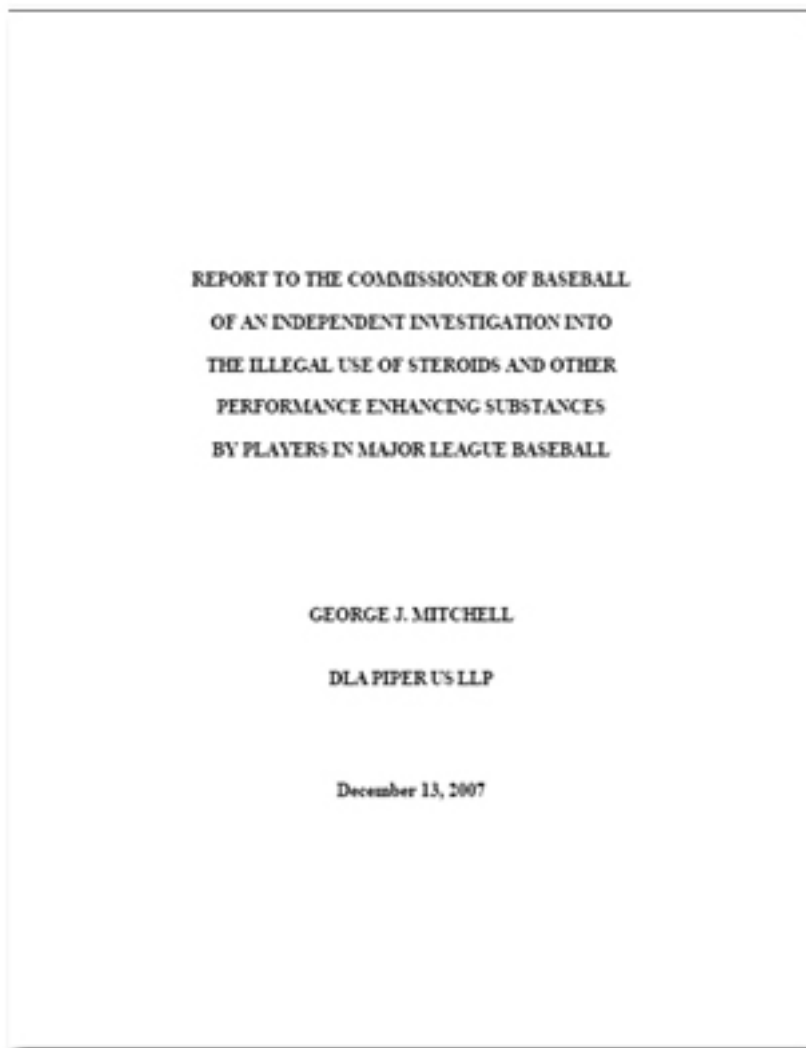 REPORT TO THE COMMISSIONER OF BASEBALL
OF AN INDEPENDENT INVESTIGATION INTO
THE ILLEGAL USE OF STEROIDS AND OTHER
PERFORMANCE ENHANCING SUBSTANCES
BY PLAYERS IN MAJOR LEAGUE BASEBALL
GEORGE J. MITCHELL
DLA PIPER US LLP
December 13, 2007